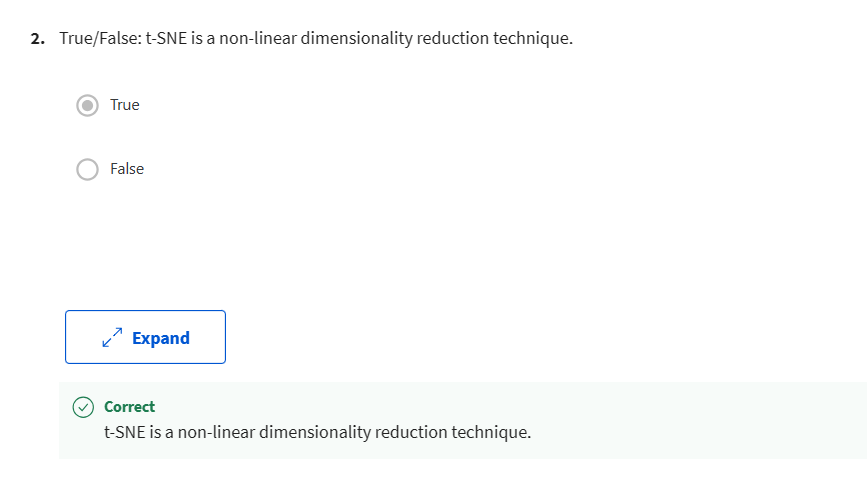 2. True/False: t-SNE is a non-linear dimensionality reduction technique.
True
False
Expand
Correct
t-SNE is a non-linear dimensionality reduction technique.